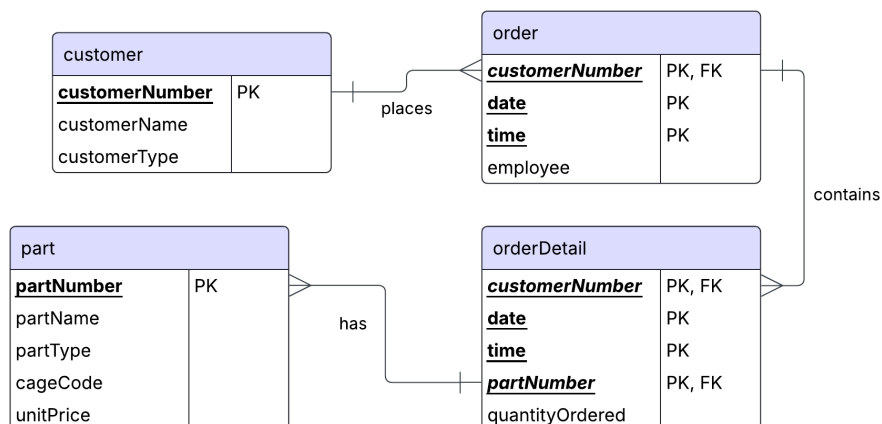 customer
customerNumber PK
customerName
customerType
places
order
customerNumber PK, FK
date PK
time PK
employee
contains
part
partNumber PK
partName
partType
cageCode
unitPrice
has
orderDetail
customerNumber PK, FK
date PK
time PK
partNumber PK, FK
quantityOrdered